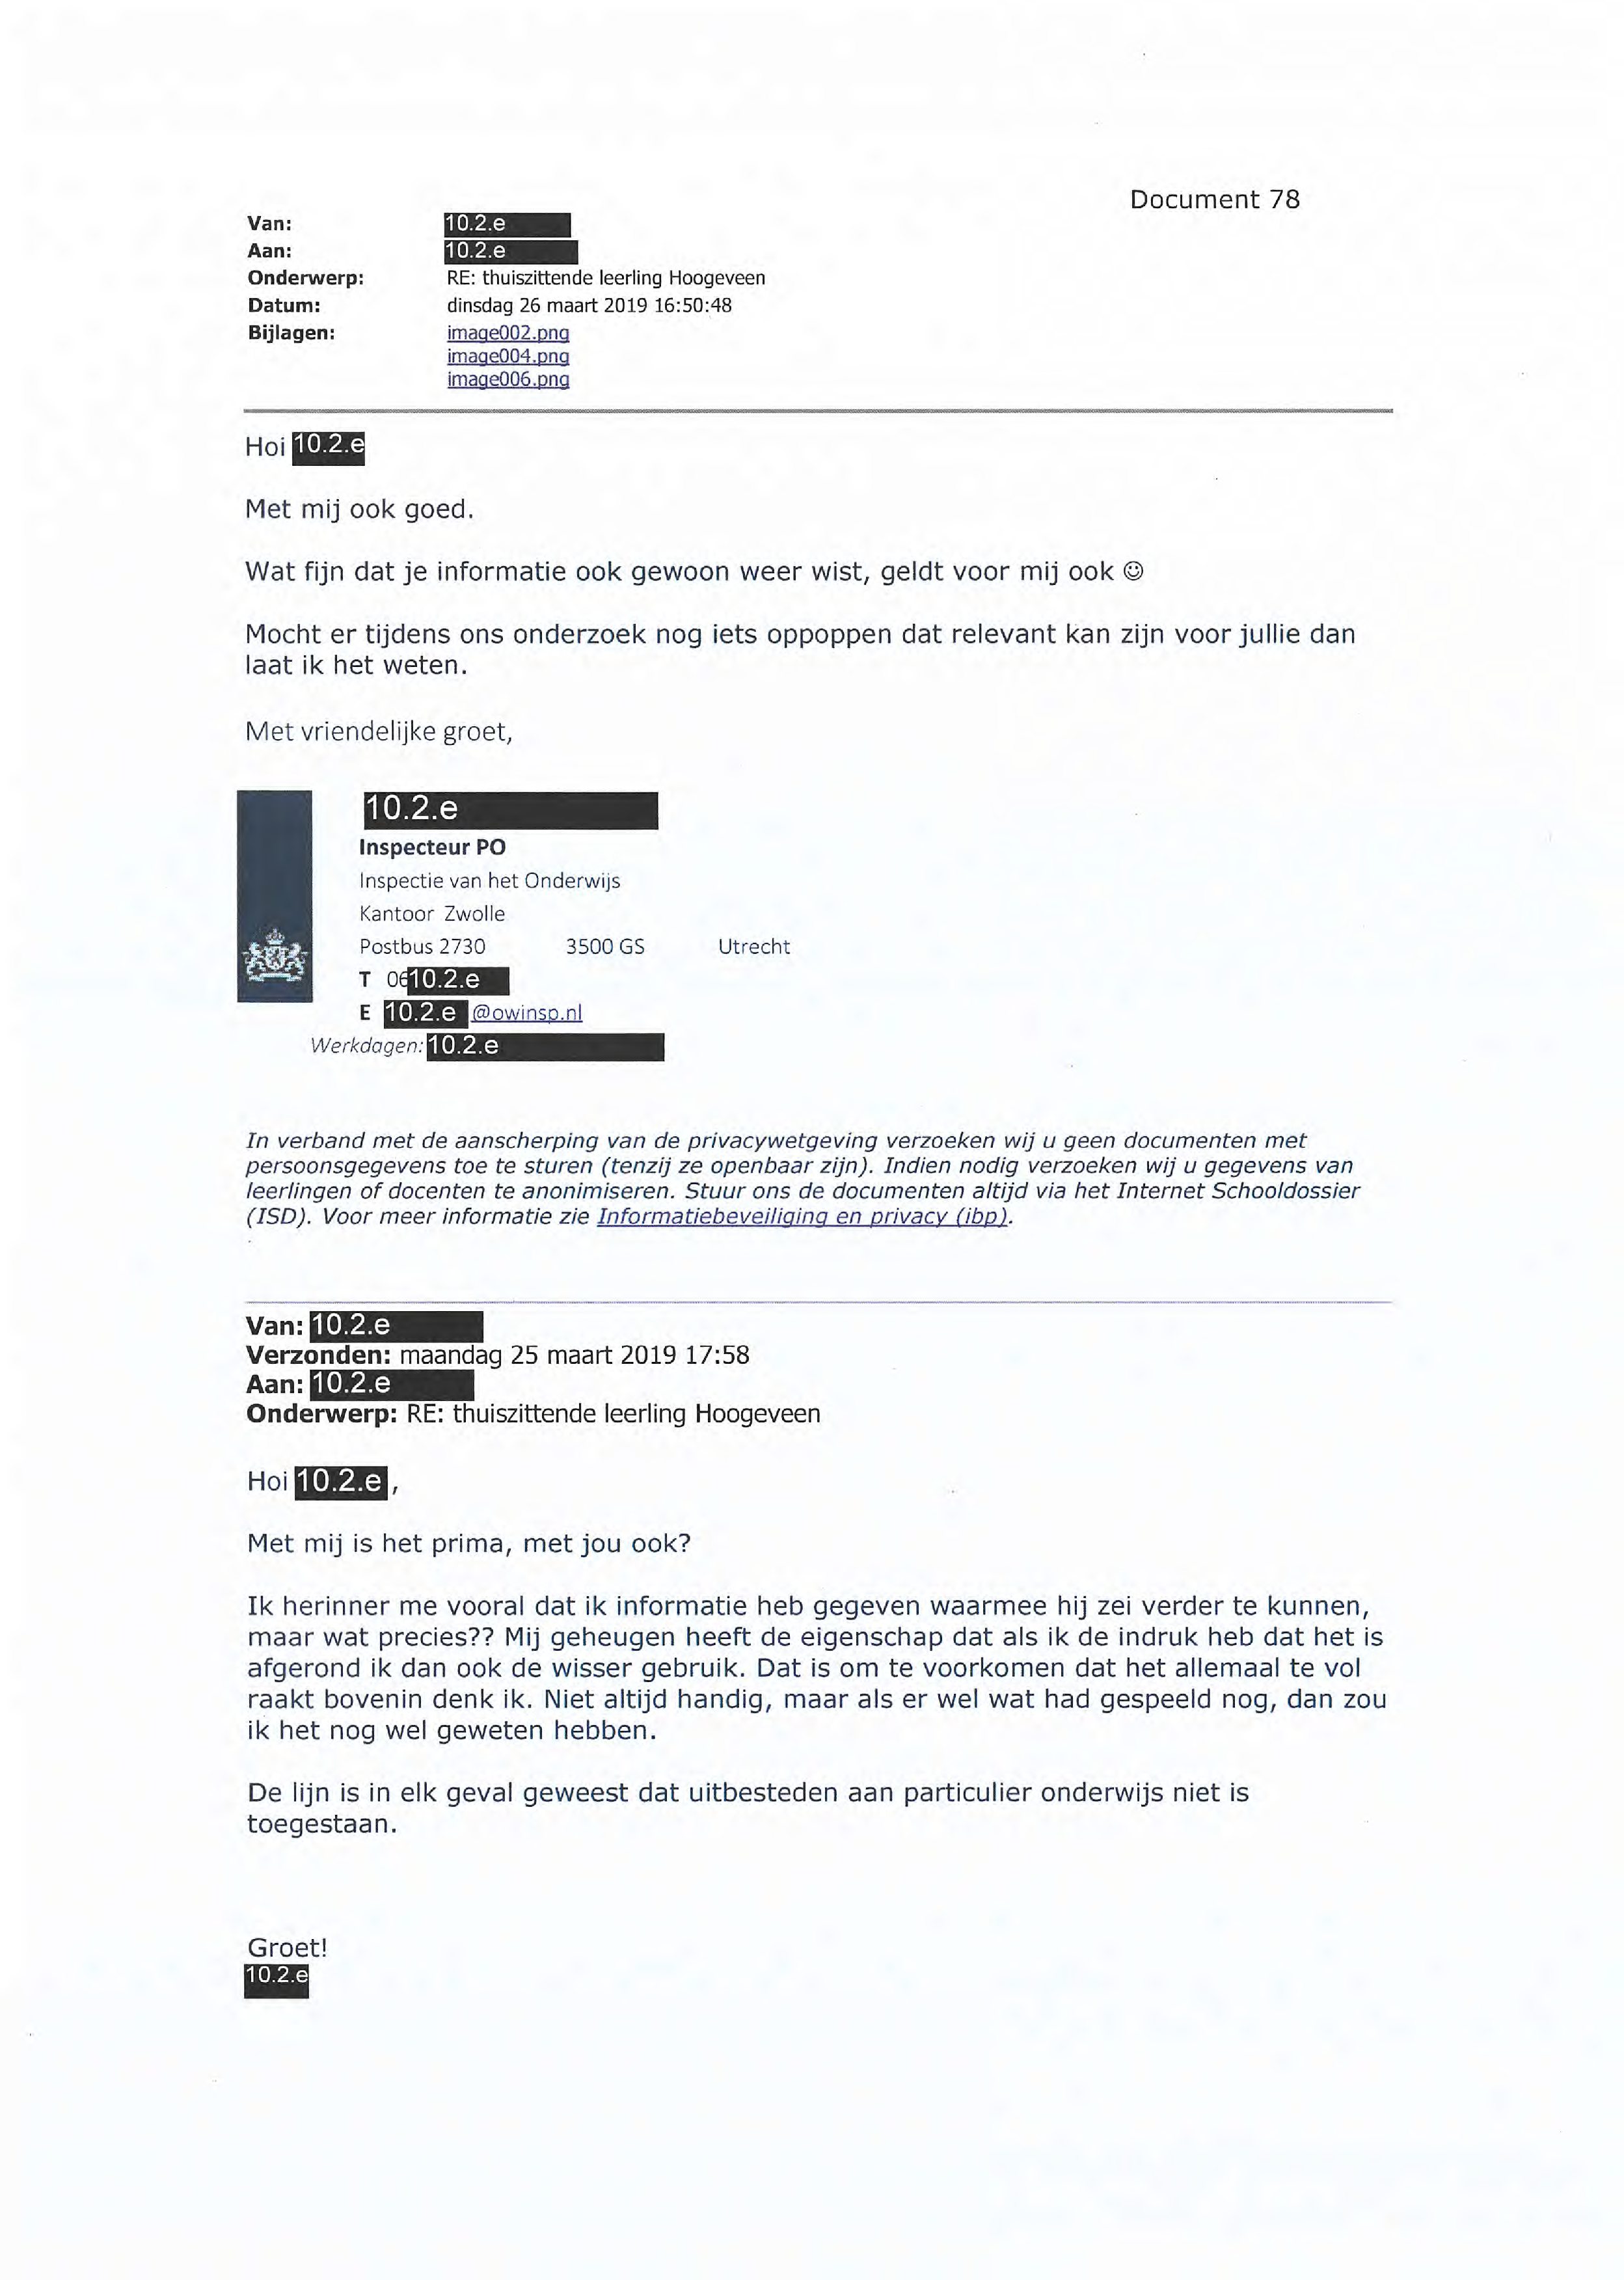 Document 78
Van: 10.2.e
Aan: 10.2.e
Onderwerp: RE: thuiszittende leerling Hoogeveen
Datum: dinsdag 26 maart 2019 16:50:48
Bijlagen: image002.png
image004.png
image006.png
Hoi 10.2.e
Met mij ook goed.
Wat fijn dat je informatie ook gewoon weer wist, geldt voor mij ook ☺
Mocht er tijdens ons onderzoek nog iets oppoppen dat relevant kan zijn voor jullie dan
laat ik het weten.
Met vriendelijke groet,
10.2.e
Inspecteur PO
Inspectie van het Onderwijs
Kantoor Zwolle
Postbus 2730 3500 GS Utrecht
T 0610.2.e
E 10.2.e @owinsp.nl
Werkdagen: 10.2.e
In verband met de aanscherping van de privacywetgeving verzoeken wij u geen documenten met
persoonsgegevens toe te sturen (tenzij ze openbaar zijn). Indien nodig verzoeken wij u gegevens van
leerlingen of docenten te anonimiseren. Stuur ons de documenten altijd via het Internet Schooldossier
(ISD). Voor meer informatie zie Informatiebeveiliging en privacy (ibp).
Van: 10.2.e
Verzonden: maandag 25 maart 2019 17:58
Aan: 10.2.e
Onderwerp: RE: thuiszittende leerling Hoogeveen
Hoi 10.2.e ,
Met mij is het prima, met jou ook?
Ik herinner me vooral dat ik informatie heb gegeven waarmee hij zei verder te kunnen,
maar wat precies?? Mij geheugen heeft de eigenschap dat als ik de indruk heb dat het is
afgerond ik dan ook de wisser gebruik. Dat is om te voorkomen dat het allemaal te vol
raakt bovenin denk ik. Niet altijd handig, maar als er wel wat had gespeeld nog, dan zou
ik het nog wel geweten hebben.
De lijn is in elk geval geweest dat uitbesteden aan particulier onderwijs niet is
toegestaan.
Groet!
10.2.e